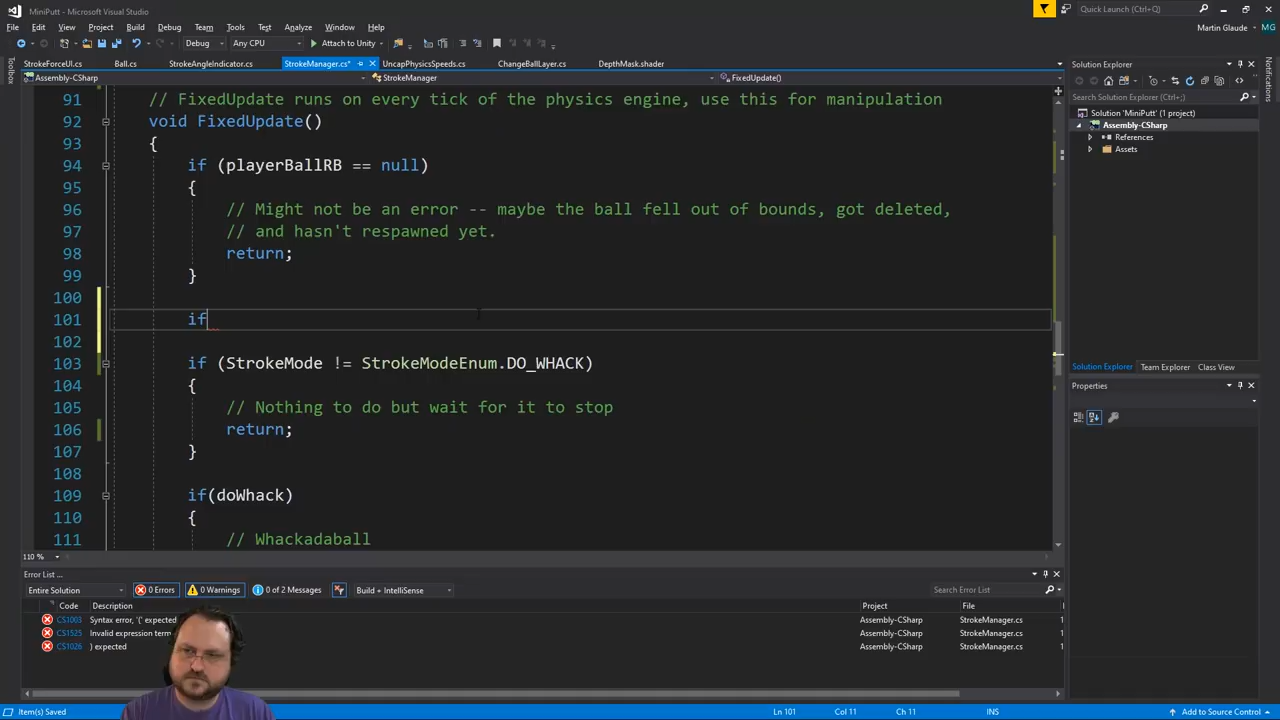 MiniPutt - Microsoft Visual Studio
Quick Launch (Ctrl+Q)
File Edit View Project Build Debug Team Tools Test Analyze Window Help
Martin Glaude MG
Debug Any CPU Attach to Unity
Toolbox
StrokeForceUI.cs Ball.cs StrokeAngleIndicator.cs StrokeManager.cs* UncapPhysicsSpeeds.cs ChangeBallLayer.cs DepthMask.shader
Assembly-CSharp StrokeManager FixedUpdate()
91 // FixedUpdate runs on every tick of the physics engine, use this for manipulation
92 void FixedUpdate()
93 {
94 if (playerBallRB == null)
95 {
96 // Might not be an error -- maybe the ball fell out of bounds, got deleted,
97 // and hasn't respawned yet.
98 return;
99 }
100
101 if
102
103 if (StrokeMode != StrokeModeEnum.DO_WHACK)
104 {
105 // Nothing to do but wait for it to stop
106 return;
107 }
108
109 if(doWhack)
110 {
111 // Whackadaball
110 %
Solution Explorer
Search Solution Explorer (Ctrl+;)
Solution 'MiniPutt' (1 project)
Assembly-CSharp
References
Assets
Solution Explorer Team Explorer Class View
Properties
Notifications
Error List ...
Entire Solution 0 Errors 0 Warnings 0 of 2 Messages Build + IntelliSense Search Error List
Code Description Project File
CS1003 Syntax error, '(' expected Assembly-CSharp StrokeManager.cs 1
CS1525 Invalid expression term Assembly-CSharp StrokeManager.cs 1
CS1026 ) expected Assembly-CSharp StrokeManager.cs 1
Item(s) Saved Ln 101 Col 11 Ch 11 INS Add to Source Control